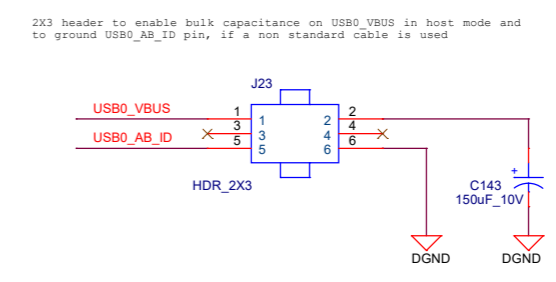 2X3 header to enable bulk capacitance on USB0_VBUS in host mode and
to ground USB0_AB_ID pin, if a non standard cable is used
J23
USB0_VBUS
1
1
2
2
3
3
4
4
USB0_AB_ID
5
5
6
6
HDR_2X3
+
C143
150uF_10V
DGND
DGND